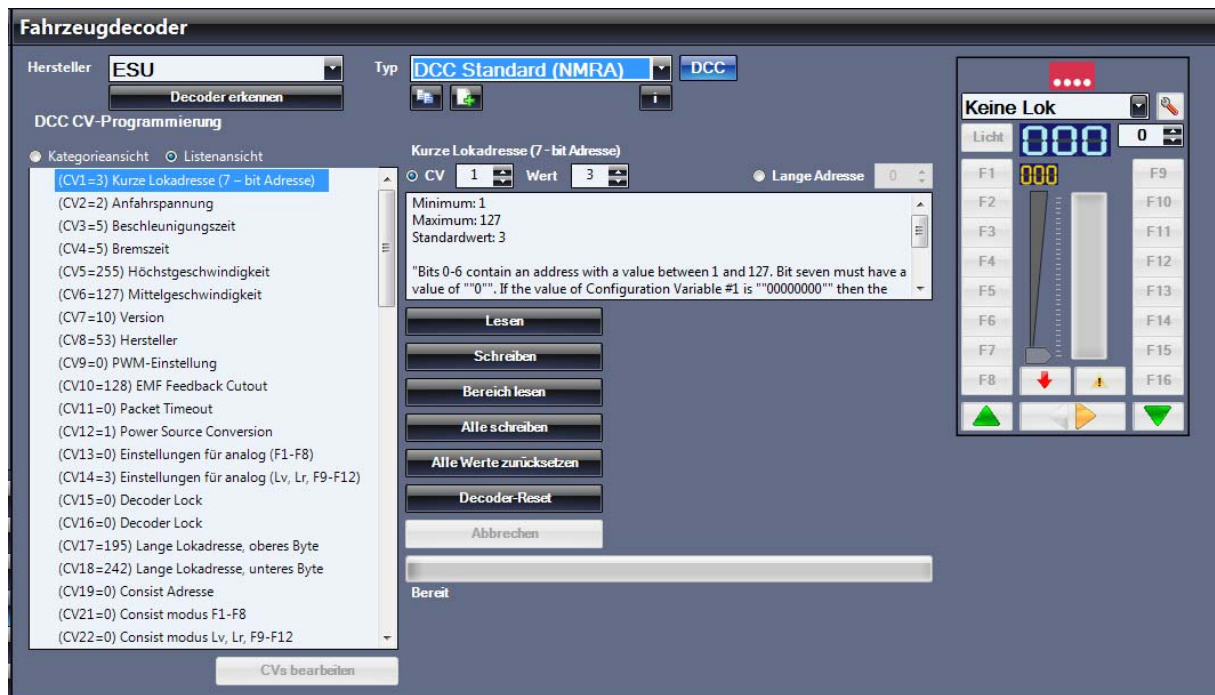 Fahrzeugdecoder
Hersteller ESU Typ DCC Standard (NMRA) DCC
Decoder erkennen i
DCC CV-Programmierung
Kategorieansicht Listenansicht
(CV1=3) Kurze Lokadresse (7 – bit Adresse)
(CV2=2) Anfahrspannung
(CV3=5) Beschleunigungszeit
(CV4=5) Bremszeit
(CV5=255) Höchstgeschwindigkeit
(CV6=127) Mittelgeschwindigkeit
(CV7=10) Version
(CV8=53) Hersteller
(CV9=0) PWM-Einstellung
(CV10=128) EMF Feedback Cutout
(CV11=0) Packet Timeout
(CV12=1) Power Source Conversion
(CV13=0) Einstellungen für analog (F1-F8)
(CV14=3) Einstellungen für analog (Lv, Lr, F9-F12)
(CV15=0) Decoder Lock
(CV16=0) Decoder Lock
(CV17=195) Lange Lokadresse, oberes Byte
(CV18=242) Lange Lokadresse, unteres Byte
(CV19=0) Consist Adresse
(CV21=0) Consist modus F1-F8
(CV22=0) Consist modus Lv, Lr, F9-F12
CVs bearbeiten
Kurze Lokadresse (7 - bit Adresse)
CV 1 Wert 3 Lange Adresse 0
Minimum: 1
Maximum: 127
Standardwert: 3
"Bits 0-6 contain an address with a value between 1 and 127. Bit seven must have a
value of ""0"". If the value of Configuration Variable #1 is ""00000000"" then the
Lesen
Schreiben
Bereich lesen
Alle schreiben
Alle Werte zurücksetzen
Decoder-Reset
Abbrechen
Bereit
Keine Lok
Licht 000 0
F1 000 F9
F2 F10
F3 F11
F4 F12
F5 F13
F6 F14
F7 F15
F8 F16